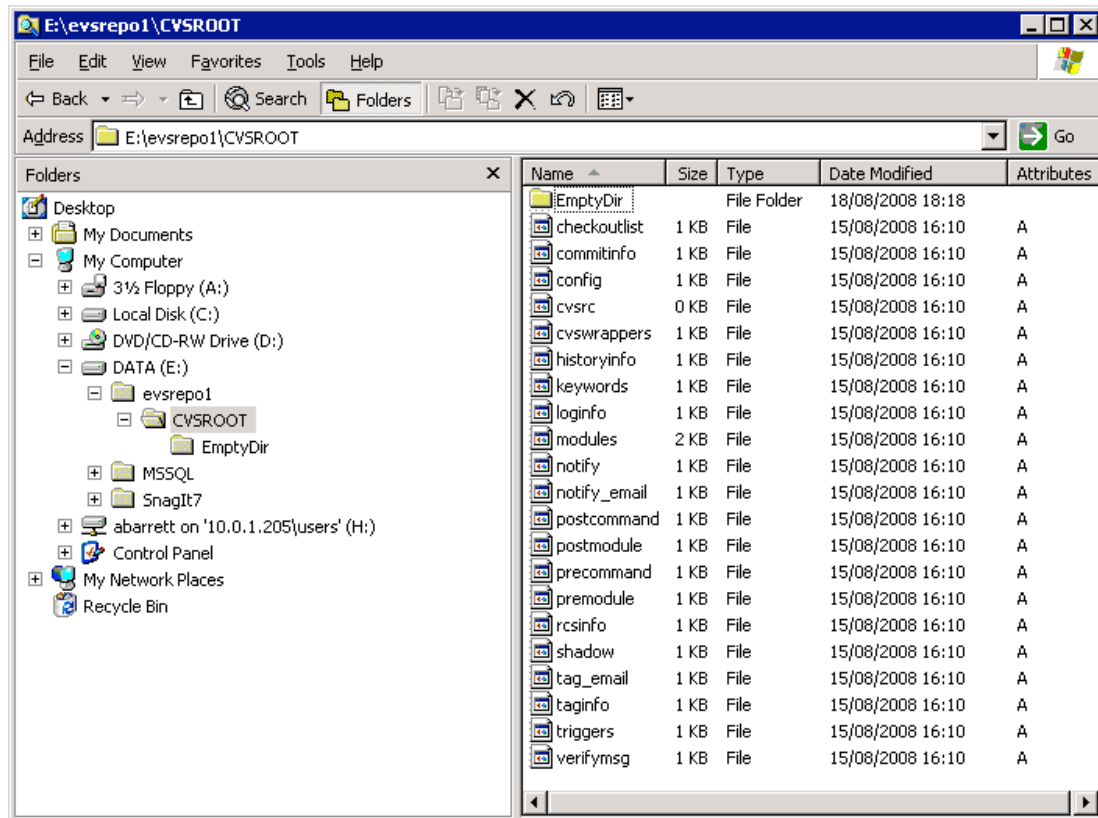 E:\evsrepo1\CVSROOT
File Edit View Favorites Tools Help
Back Search Folders
Address E:\evsrepo1\CVSROOT Go
Folders
Desktop
My Documents
My Computer
3½ Floppy (A:)
Local Disk (C:)
DVD/CD-RW Drive (D:)
DATA (E:)
evsrepo1
CVSROOT
EmptyDir
MSSQL
SnagIt7
abarrett on '10.0.1.205\users' (H:)
Control Panel
My Network Places
Recycle Bin
Name Size Type Date Modified Attributes
EmptyDir File Folder 18/08/2008 18:18
checkoutlist 1 KB File 15/08/2008 16:10 A
commitinfo 1 KB File 15/08/2008 16:10 A
config 1 KB File 15/08/2008 16:10 A
cvsrc 0 KB File 15/08/2008 16:10 A
cvswrappers 1 KB File 15/08/2008 16:10 A
historyinfo 1 KB File 15/08/2008 16:10 A
keywords 1 KB File 15/08/2008 16:10 A
loginfo 1 KB File 15/08/2008 16:10 A
modules 2 KB File 15/08/2008 16:10 A
notify 1 KB File 15/08/2008 16:10 A
notify_email 1 KB File 15/08/2008 16:10 A
postcommand 1 KB File 15/08/2008 16:10 A
postmodule 1 KB File 15/08/2008 16:10 A
precommand 1 KB File 15/08/2008 16:10 A
premodule 1 KB File 15/08/2008 16:10 A
rcsinfo 1 KB File 15/08/2008 16:10 A
shadow 1 KB File 15/08/2008 16:10 A
tag_email 1 KB File 15/08/2008 16:10 A
taginfo 1 KB File 15/08/2008 16:10 A
triggers 1 KB File 15/08/2008 16:10 A
verifymsg 1 KB File 15/08/2008 16:10 A